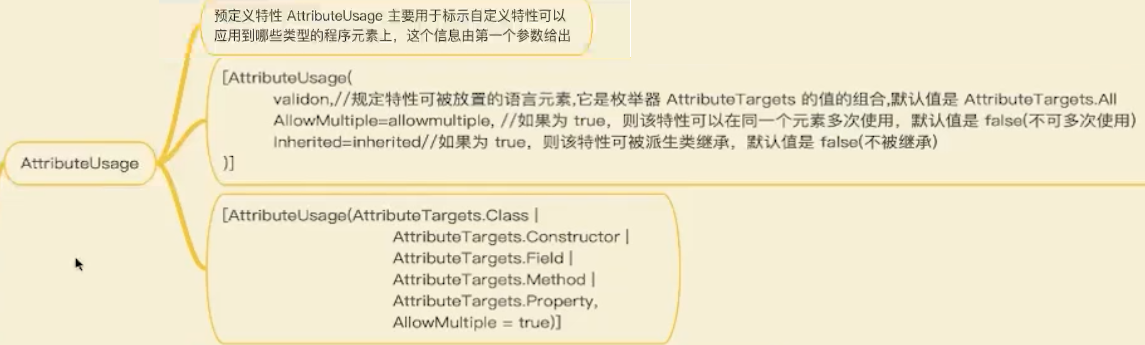 预定义特性 AttributeUsage 主要用于标示自定义特性可以
应用到哪些类型的程序元素上，这个信息由第一个参数给出
[AttributeUsage(
validon,//规定特性可被放置的语言元素,它是枚举器 AttributeTargets 的值的组合,默认值是 AttributeTargets.All
AllowMultiple=allowmultiple, //如果为 true，则该特性可以在同一个元素多次使用，默认值是 false(不可多次使用)
Inherited=inherited//如果为 true，则该特性可被派生类继承，默认值是 false(不被继承)
)]
AttributeUsage
[AttributeUsage(AttributeTargets.Class |
AttributeTargets.Constructor |
AttributeTargets.Field |
AttributeTargets.Method |
AttributeTargets.Property,
AllowMultiple = true)]